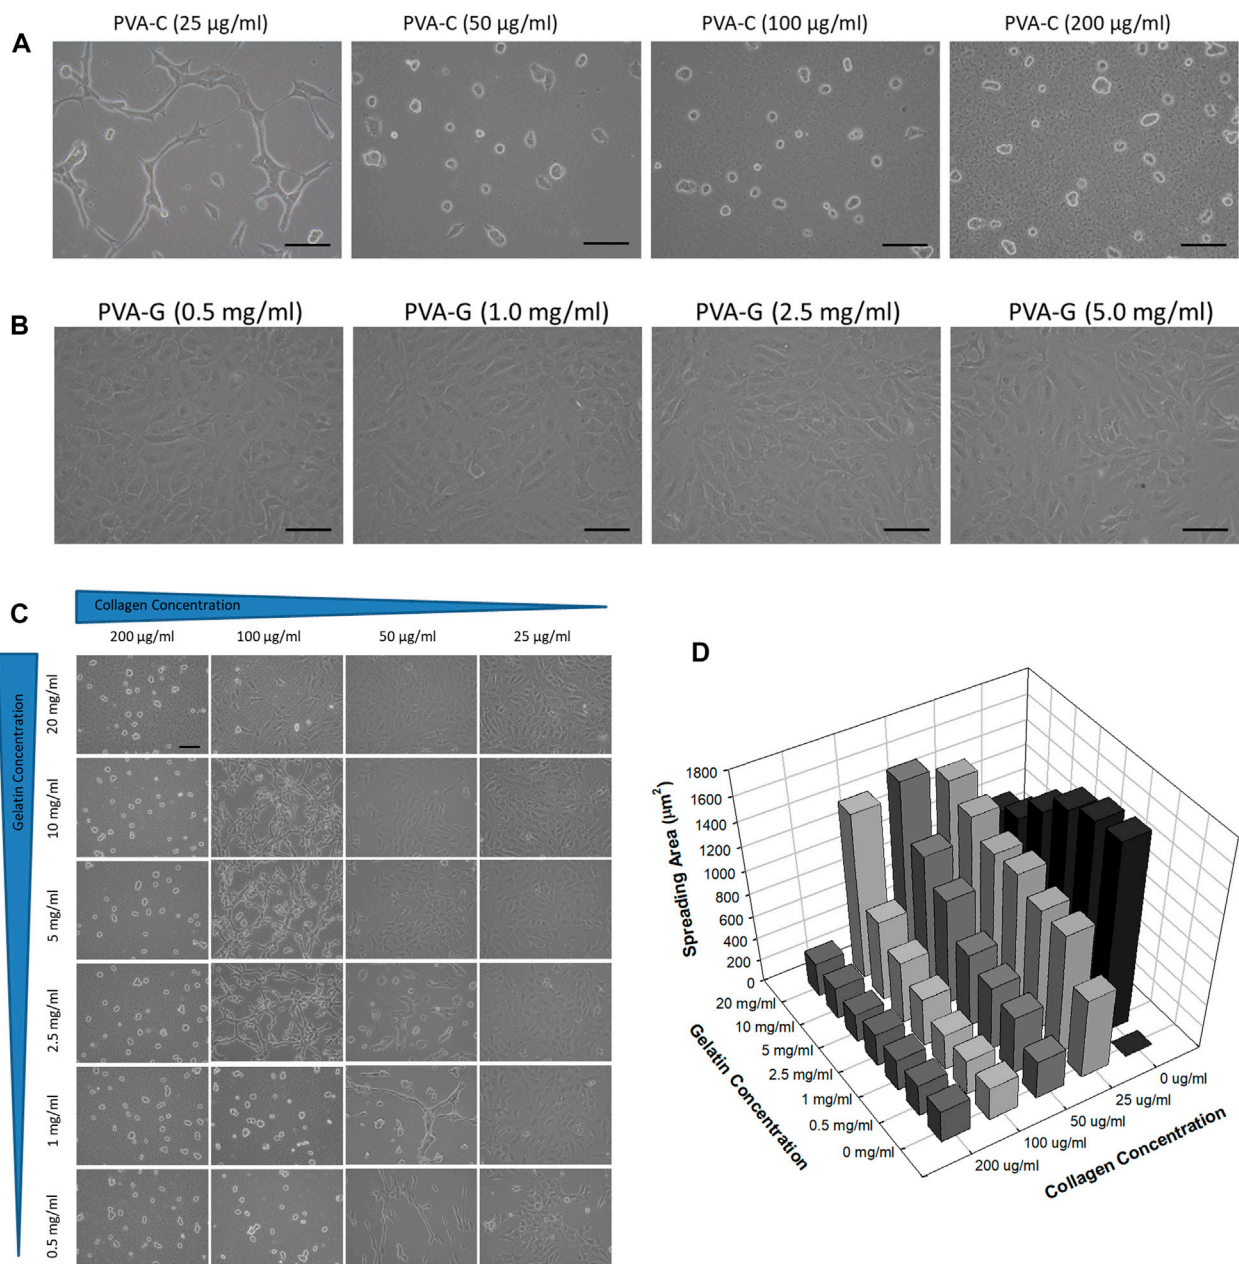 A
PVA-C (25 µg/ml)
PVA-C (50 µg/ml)
PVA-C (100 µg/ml)
PVA-C (200 µg/ml)
B
PVA-G (0.5 mg/ml)
PVA-G (1.0 mg/ml)
PVA-G (2.5 mg/ml)
PVA-G (5.0 mg/ml)
C
Collagen Concentration
200 µg/ml
100 µg/ml
50 µg/ml
25 µg/ml
Gelatin Concentration
20 mg/ml
10 mg/ml
5 mg/ml
2.5 mg/ml
1 mg/ml
0.5 mg/ml
D
Spreading Area (µm²)
1800
1600
1400
1200
1000
800
600
400
200
0
20 mg/ml
10 mg/ml
5 mg/ml
2.5 mg/ml
1 mg/ml
0.5 mg/ml
0 mg/ml
Gelatin Concentration
0 ug/ml
25 ug/ml
50 ug/ml
100 ug/ml
200 ug/ml
Collagen Concentration